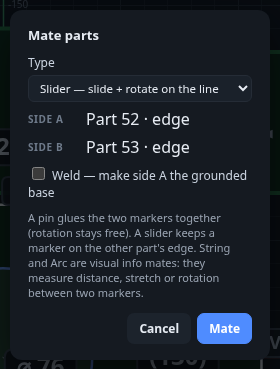 -150
Mate parts
Type
Slider — slide + rotate on the line
SIDE A Part 52 · edge
SIDE B Part 53 · edge
Weld — make side A the grounded
base
A pin glues the two markers together
(rotation stays free). A slider keeps a
marker on the other part's edge. String
and Arc are visual info mates: they
measure distance, stretch or rotation
between two markers.
Cancel Mate
ø 76